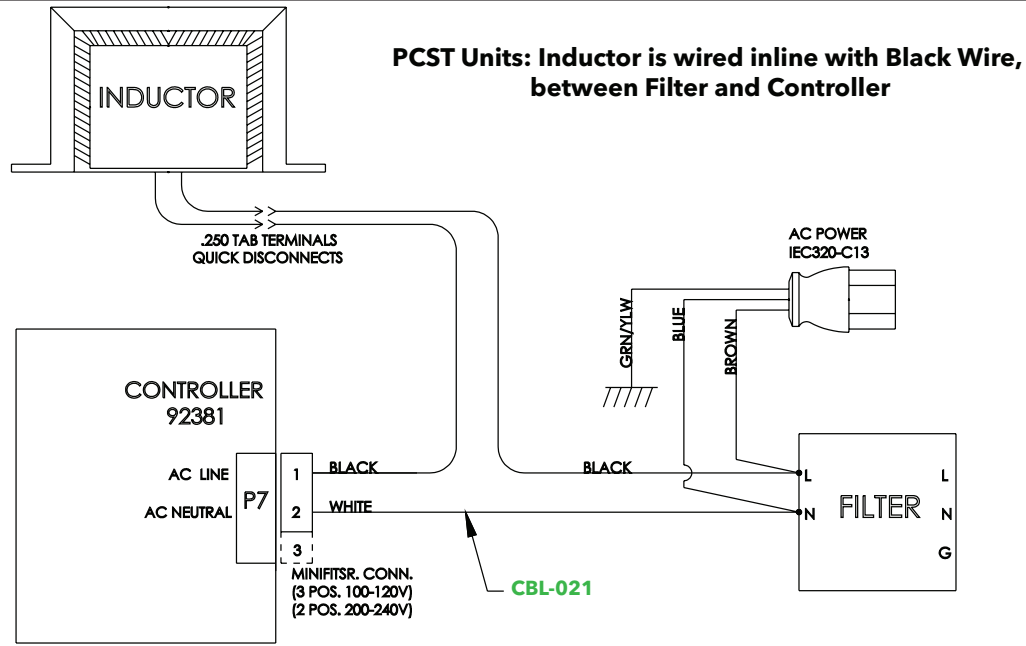 PCST Units: Inductor is wired inline with Black Wire,
between Filter and Controller
INDUCTOR
.250 TAB TERMINALS
QUICK DISCONNECTS
AC POWER
IEC320-C13
GRN/YLW
BLUE
BROWN
CONTROLLER
92381
AC LINE
AC NEUTRAL
P7
1
2
3
BLACK
WHITE
BLACK
MINIFITSR. CONN.
(3 POS. 100-120V)
(2 POS. 200-240V)
CBL-021
L
N
FILTER
L
N
G